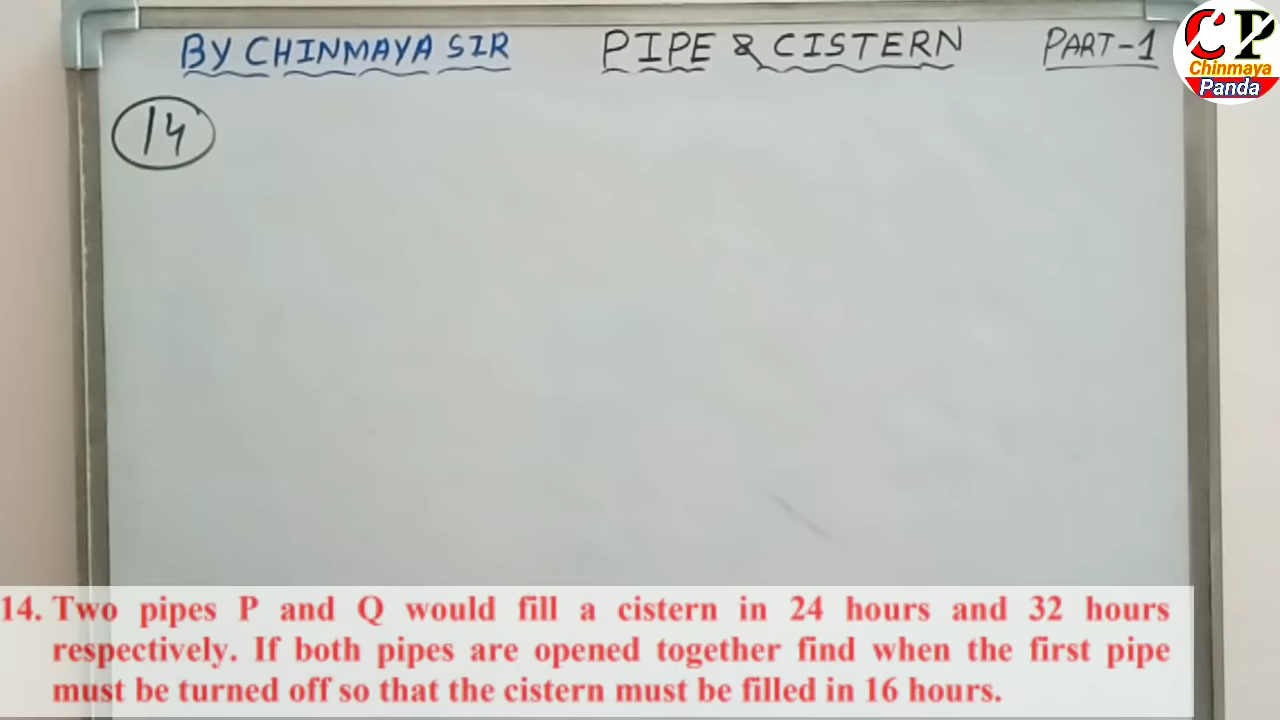 BY CHINMAYA SIR PIPE & CISTERN PART-1
CP
Chinmaya
Panda
14
14. Two pipes P and Q would fill a cistern in 24 hours and 32 hours
respectively. If both pipes are opened together find when the first pipe
must be turned off so that the cistern must be filled in 16 hours.